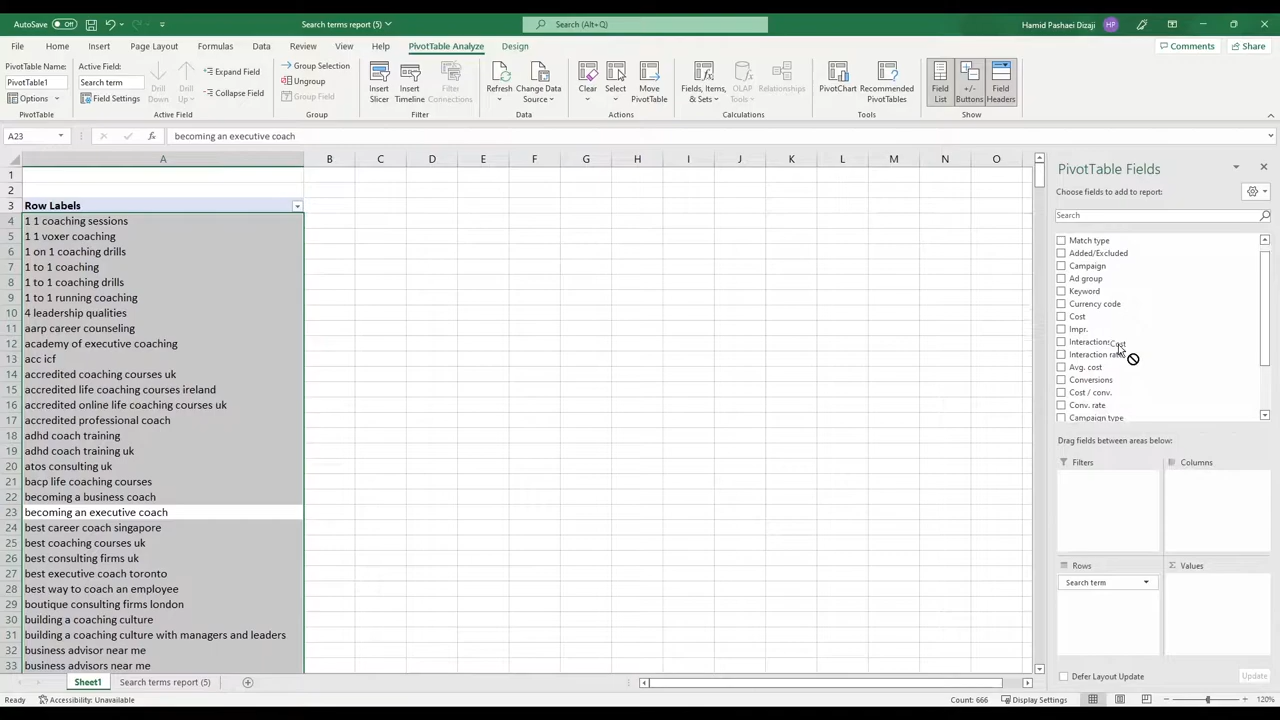 AutoSave Off Search terms report (5) Search (Alt+Q) Hamid Pashaei Dizaji HP
File Home Insert Page Layout Formulas Data Review View Help PivotTable Analyze Design Comments Share
PivotTable Name:
PivotTable1
Options
PivotTable
Active Field:
Search term
Field Settings
Drill Down
Drill Up
Expand Field
Collapse Field
Active Field
Group Selection
Ungroup
Group Field
Group
Insert Slicer
Insert Timeline
Filter Connections
Filter
Refresh
Change Data Source
Data
Clear
Select
Move PivotTable
Actions
Fields, Items, & Sets
OLAP Tools
Relationships
Calculations
PivotChart
Recommended PivotTables
Tools
Field List
+/- Buttons
Field Headers
Show
A23 fx becoming an executive coach
A B C D E F G H I J K L M N O
1
2
3 Row Labels
4 1 1 coaching sessions
5 1 1 voxer coaching
6 1 on 1 coaching drills
7 1 to 1 coaching
8 1 to 1 coaching drills
9 1 to 1 running coaching
10 4 leadership qualities
11 aarp career counseling
12 academy of executive coaching
13 acc icf
14 accredited coaching courses uk
15 accredited life coaching courses ireland
16 accredited online life coaching courses uk
17 accredited professional coach
18 adhd coach training
19 adhd coach training uk
20 atos consulting uk
21 bacp life coaching courses
22 becoming a business coach
23 becoming an executive coach
24 best career coach singapore
25 best coaching courses uk
26 best consulting firms uk
27 best executive coach toronto
28 best way to coach an employee
29 boutique consulting firms london
30 building a coaching culture
31 building a coaching culture with managers and leaders
32 business advisor near me
33 business advisors near me
PivotTable Fields
Choose fields to add to report:
Search
Match type
Added/Excluded
Campaign
Ad group
Keyword
Currency code
Cost
Impr.
Interactions
Cost
Interaction rate
Avg. cost
Conversions
Cost / conv.
Conv. rate
Campaign type
Drag fields between areas below:
Filters Columns
Rows Σ Values
Search term
Defer Layout Update Update
Sheet1 Search terms report (5)
Ready Accessibility: Unavailable Count: 666 Display Settings 120%